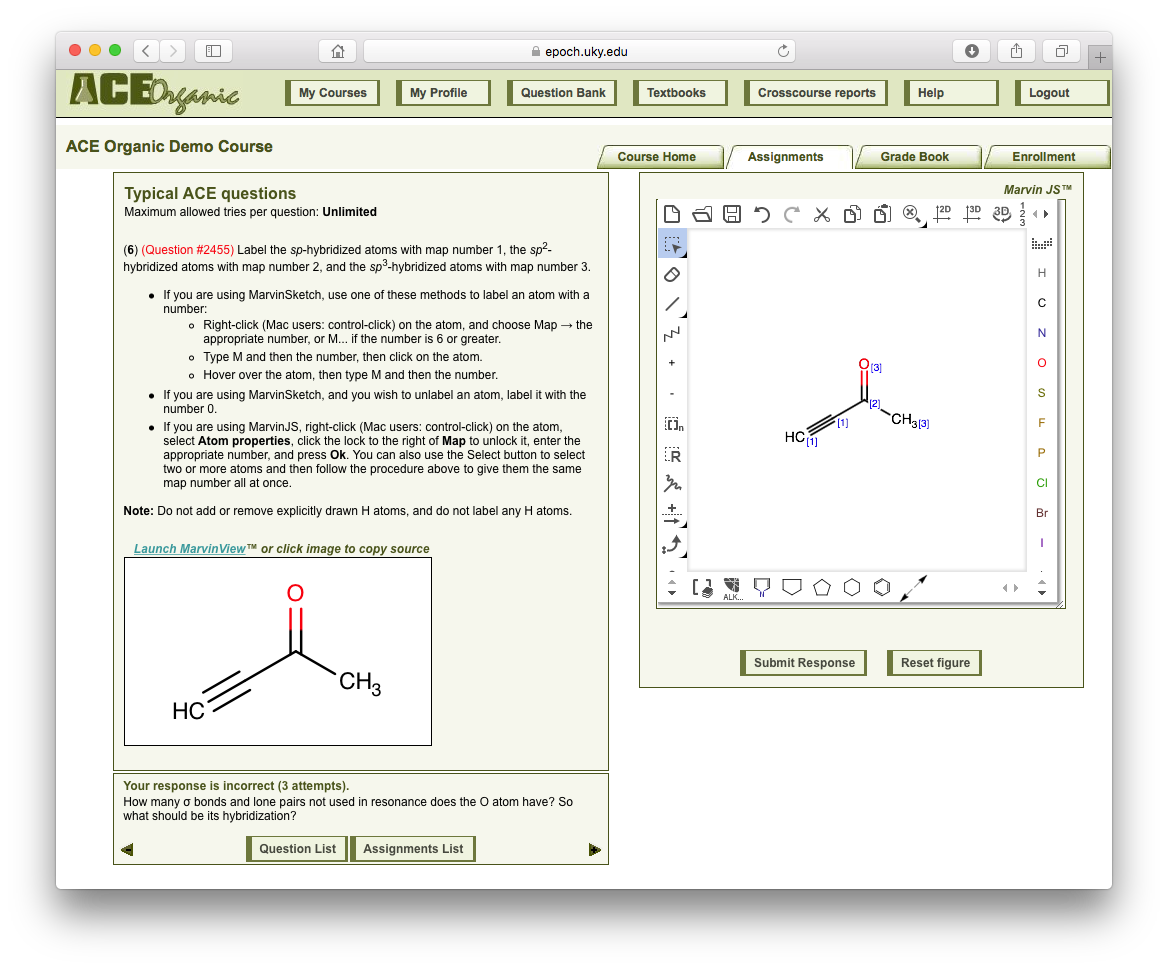 epoch.uky.edu
ACE Organic
My Courses
My Profile
Question Bank
Textbooks
Crosscourse reports
Help
Logout
ACE Organic Demo Course
Course Home
Assignments
Grade Book
Enrollment
Typical ACE questions
Maximum allowed tries per question: Unlimited
(6) (Question #2455) Label the sp-hybridized atoms with map number 1, the sp²-
hybridized atoms with map number 2, and the sp³-hybridized atoms with map number 3.
• If you are using MarvinSketch, use one of these methods to label an atom with a
number:
◦ Right-click (Mac users: control-click) on the atom, and choose Map → the
appropriate number, or M... if the number is 6 or greater.
◦ Type M and then the number, then click on the atom.
◦ Hover over the atom, then type M and then the number.
• If you are using MarvinSketch, and you wish to unlabel an atom, label it with the
number 0.
• If you are using MarvinJS, right-click (Mac users: control-click) on the atom,
select Atom properties, click the lock to the right of Map to unlock it, enter the
appropriate number, and press Ok. You can also use the Select button to select
two or more atoms and then follow the procedure above to give them the same
map number all at once.
Note: Do not add or remove explicitly drawn H atoms, and do not label any H atoms.
Launch MarvinView™ or click image to copy source
O
CH₃
HC
Your response is incorrect (3 attempts).
How many σ bonds and lone pairs not used in resonance does the O atom have? So
what should be its hybridization?
Question List
Assignments List
Marvin JS™
2D
3D
3D
1
2
3
H
C
N
O
S
F
P
Cl
Br
I
+
-
[]n
R
O[3]
[2]
[1]
CH₃[3]
HC[1]
ALK...
N
Submit Response
Reset figure